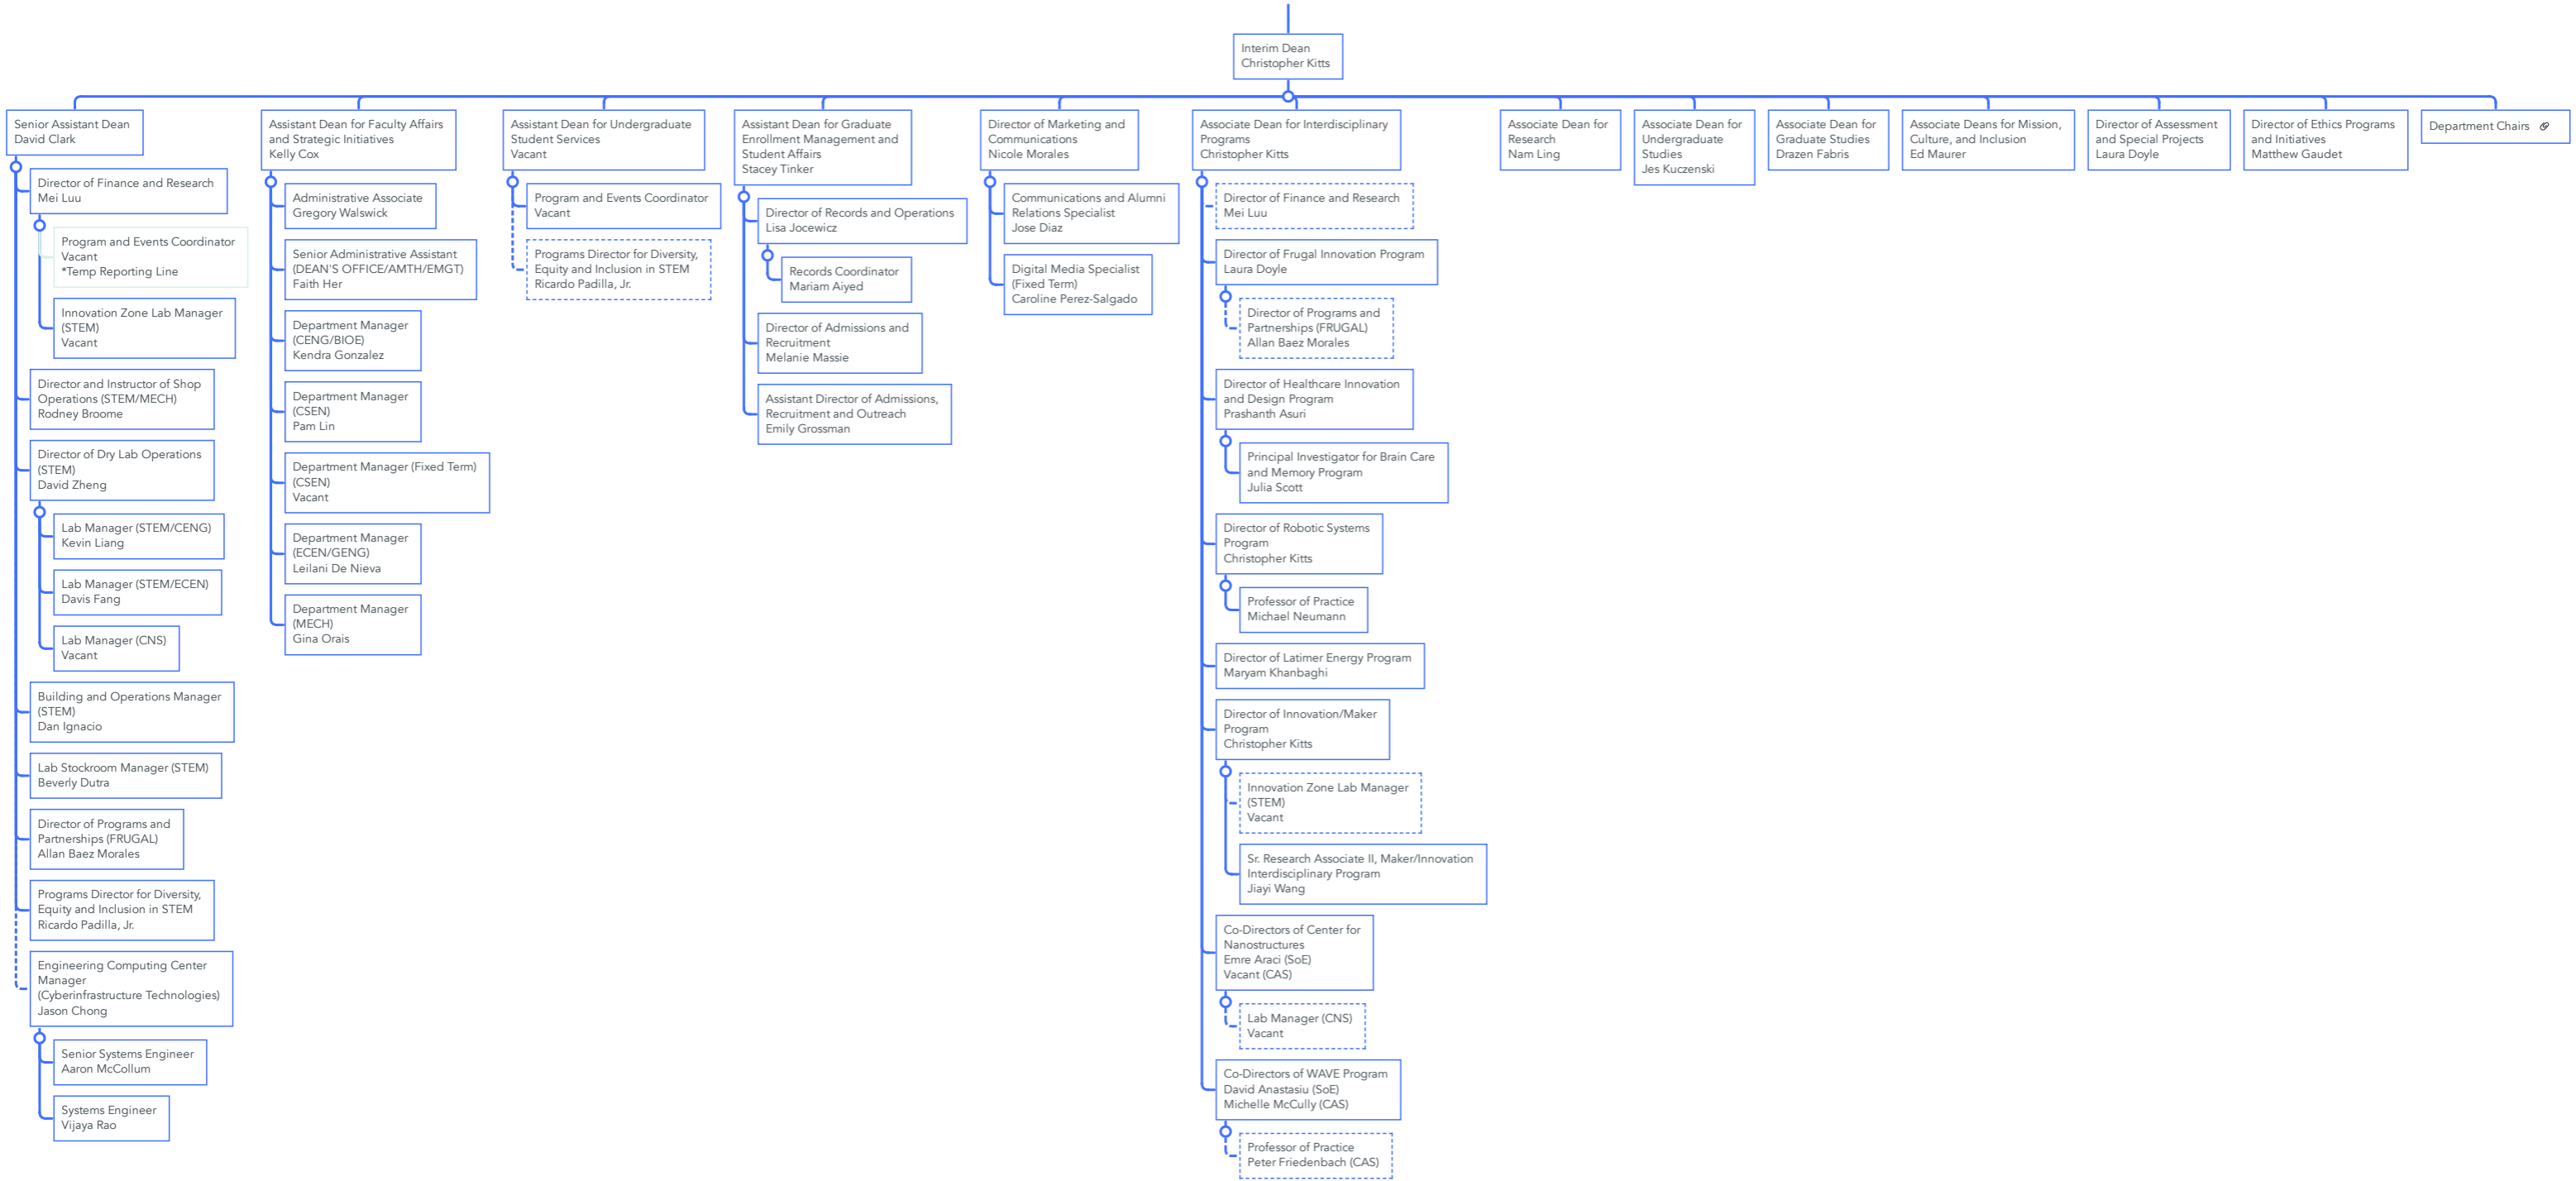 Interim Dean
Christopher Kitts
Senior Assistant Dean
David Clark
Director of Finance and Research
Mei Luu
Program and Events Coordinator
Vacant
*Temp Reporting Line
Innovation Zone Lab Manager
(STEM)
Vacant
Director and Instructor of Shop
Operations (STEM/MECH)
Rodney Broome
Director of Dry Lab Operations
(STEM)
David Zheng
Lab Manager (STEM/CENG)
Kevin Liang
Lab Manager (STEM/ECEN)
Davis Fang
Lab Manager (CNS)
Vacant
Building and Operations Manager
(STEM)
Dan Ignacio
Lab Stockroom Manager (STEM)
Beverly Dutra
Director of Programs and
Partnerships (FRUGAL)
Allan Baez Morales
Programs Director for Diversity,
Equity and Inclusion in STEM
Ricardo Padilla, Jr.
Engineering Computing Center
Manager
(Cyberinfrastructure Technologies)
Jason Chong
Senior Systems Engineer
Aaron McCollum
Systems Engineer
Vijaya Rao
Assistant Dean for Faculty Affairs
and Strategic Initiatives
Kelly Cox
Administrative Associate
Gregory Walswick
Senior Administrative Assistant
(DEAN'S OFFICE/AMTH/EMGT)
Faith Her
Department Manager
(CENG/BIOE)
Kendra Gonzalez
Department Manager
(CSEN)
Pam Lin
Department Manager (Fixed Term)
(CSEN)
Vacant
Department Manager
(ECEN/GENG)
Leilani De Nieva
Department Manager
(MECH)
Gina Orais
Assistant Dean for Undergraduate
Student Services
Vacant
Program and Events Coordinator
Vacant
Programs Director for Diversity,
Equity and Inclusion in STEM
Ricardo Padilla, Jr.
Assistant Dean for Graduate
Enrollment Management and
Student Affairs
Stacey Tinker
Director of Records and Operations
Lisa Jocewicz
Records Coordinator
Mariam Aiyed
Director of Admissions and
Recruitment
Melanie Massie
Assistant Director of Admissions,
Recruitment and Outreach
Emily Grossman
Director of Marketing and
Communications
Nicole Morales
Communications and Alumni
Relations Specialist
Jose Diaz
Digital Media Specialist
(Fixed Term)
Caroline Perez-Salgado
Associate Dean for Interdisciplinary
Programs
Christopher Kitts
Director of Finance and Research
Mei Luu
Director of Frugal Innovation Program
Laura Doyle
Director of Programs and
Partnerships (FRUGAL)
Allan Baez Morales
Director of Healthcare Innovation
and Design Program
Prashanth Asuri
Principal Investigator for Brain Care
and Memory Program
Julia Scott
Director of Robotic Systems
Program
Christopher Kitts
Professor of Practice
Michael Neumann
Director of Latimer Energy Program
Maryam Khanbaghi
Director of Innovation/Maker
Program
Christopher Kitts
Innovation Zone Lab Manager
(STEM)
Vacant
Sr. Research Associate II, Maker/Innovation
Interdisciplinary Program
Jiayi Wang
Co-Directors of Center for
Nanostructures
Emre Araci (SoE)
Vacant (CAS)
Lab Manager (CNS)
Vacant
Co-Directors of WAVE Program
David Anastasiu (SoE)
Michelle McCully (CAS)
Professor of Practice
Peter Friedenbach (CAS)
Associate Dean for
Research
Nam Ling
Associate Dean for
Undergraduate
Studies
Jes Kuczenski
Associate Dean for
Graduate Studies
Drazen Fabris
Associate Deans for Mission,
Culture, and Inclusion
Ed Maurer
Director of Assessment
and Special Projects
Laura Doyle
Director of Ethics Programs
and Initiatives
Matthew Gaudet
Department Chairs